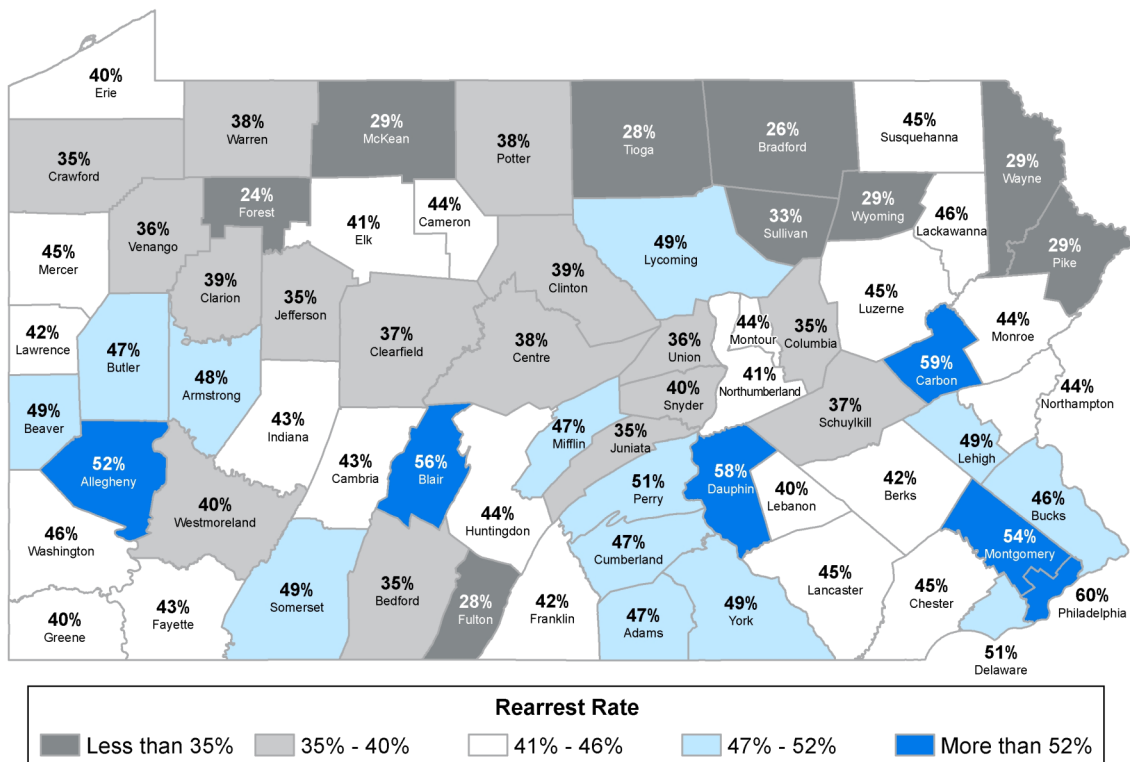 40%
Erie
38%
Warren
29%
McKean
38%
Potter
28%
Tioga
26%
Bradford
45%
Susquehanna
29%
Wayne
35%
Crawford
24%
Forest
44%
Cameron
41%
Elk
36%
Venango
49%
Lycoming
33%
Sullivan
29%
Wyoming
46%
Lackawanna
29%
Pike
45%
Mercer
39%
Clarion
35%
Jefferson
39%
Clinton
45%
Luzerne
42%
Lawrence
47%
Butler
37%
Clearfield
38%
Centre
36%
Union
44%
Montour
35%
Columbia
44%
Monroe
59%
Carbon
48%
Armstrong
40%
Snyder
41%
Northumberland
44%
Northampton
49%
Beaver
43%
Indiana
47%
Mifflin
35%
Juniata
37%
Schuylkill
49%
Lehigh
52%
Allegheny
43%
Cambria
56%
Blair
51%
Perry
58%
Dauphin
40%
Lebanon
42%
Berks
46%
Bucks
40%
Westmoreland
44%
Huntingdon
46%
Washington
47%
Cumberland
54%
Montgomery
49%
Somerset
35%
Bedford
28%
Fulton
42%
Franklin
47%
Adams
49%
York
45%
Lancaster
45%
Chester
60%
Philadelphia
40%
Greene
43%
Fayette
51%
Delaware
Rearrest Rate
Less than 35%
35% - 40%
41% - 46%
47% - 52%
More than 52%